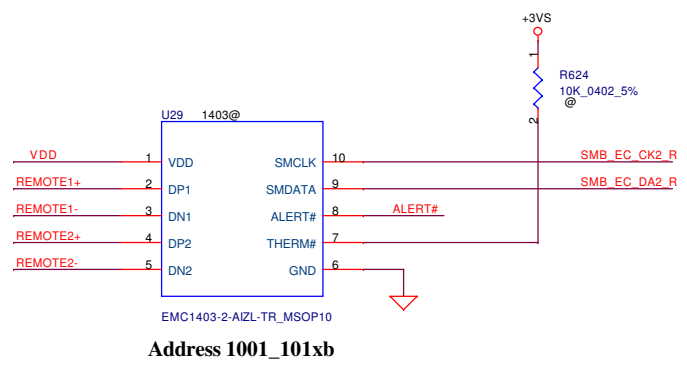 +3VS
1
R624
10K_0402_5%
@
2
U29 1403@
VDD 1 VDD SMCLK 10 SMB_EC_CK2_R
REMOTE1+ 2 DP1 SMDATA 9 SMB_EC_DA2_R
REMOTE1- 3 DN1 ALERT# 8 ALERT#
REMOTE2+ 4 DP2 THERM# 7
REMOTE2- 5 DN2 GND 6
EMC1403-2-AIZL-TR_MSOP10
Address 1001_101xb